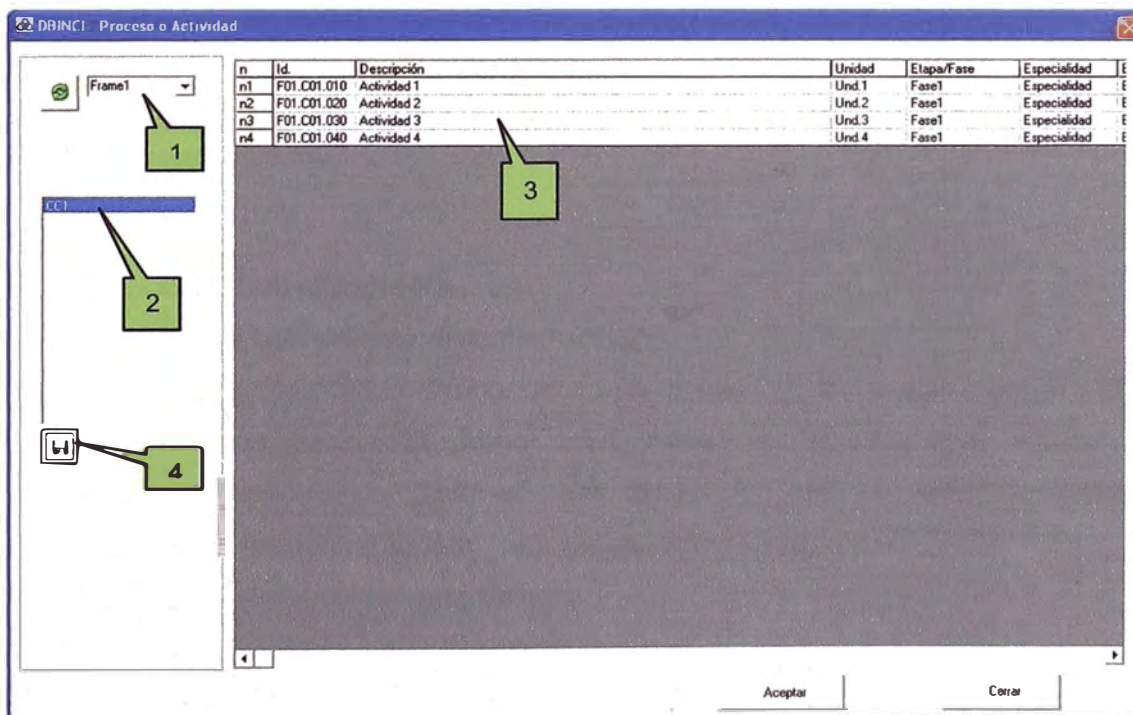 DBINCI - Proceso o Actividad
Frame1
1
CC1
2
4
n Id. Descripción Unidad Etapa/Fase Especialidad E
n1 F01.C01.010 Actividad 1 Und.1 Fase1 Especialidad E
n2 F01.C01.020 Actividad 2 Und.2 Fase1 Especialidad E
n3 F01.C01.030 Actividad 3 Und.3 Fase1 Especialidad E
n4 F01.C01.040 Actividad 4 Und.4 Fase1 Especialidad E
3
Aceptar Cerrar